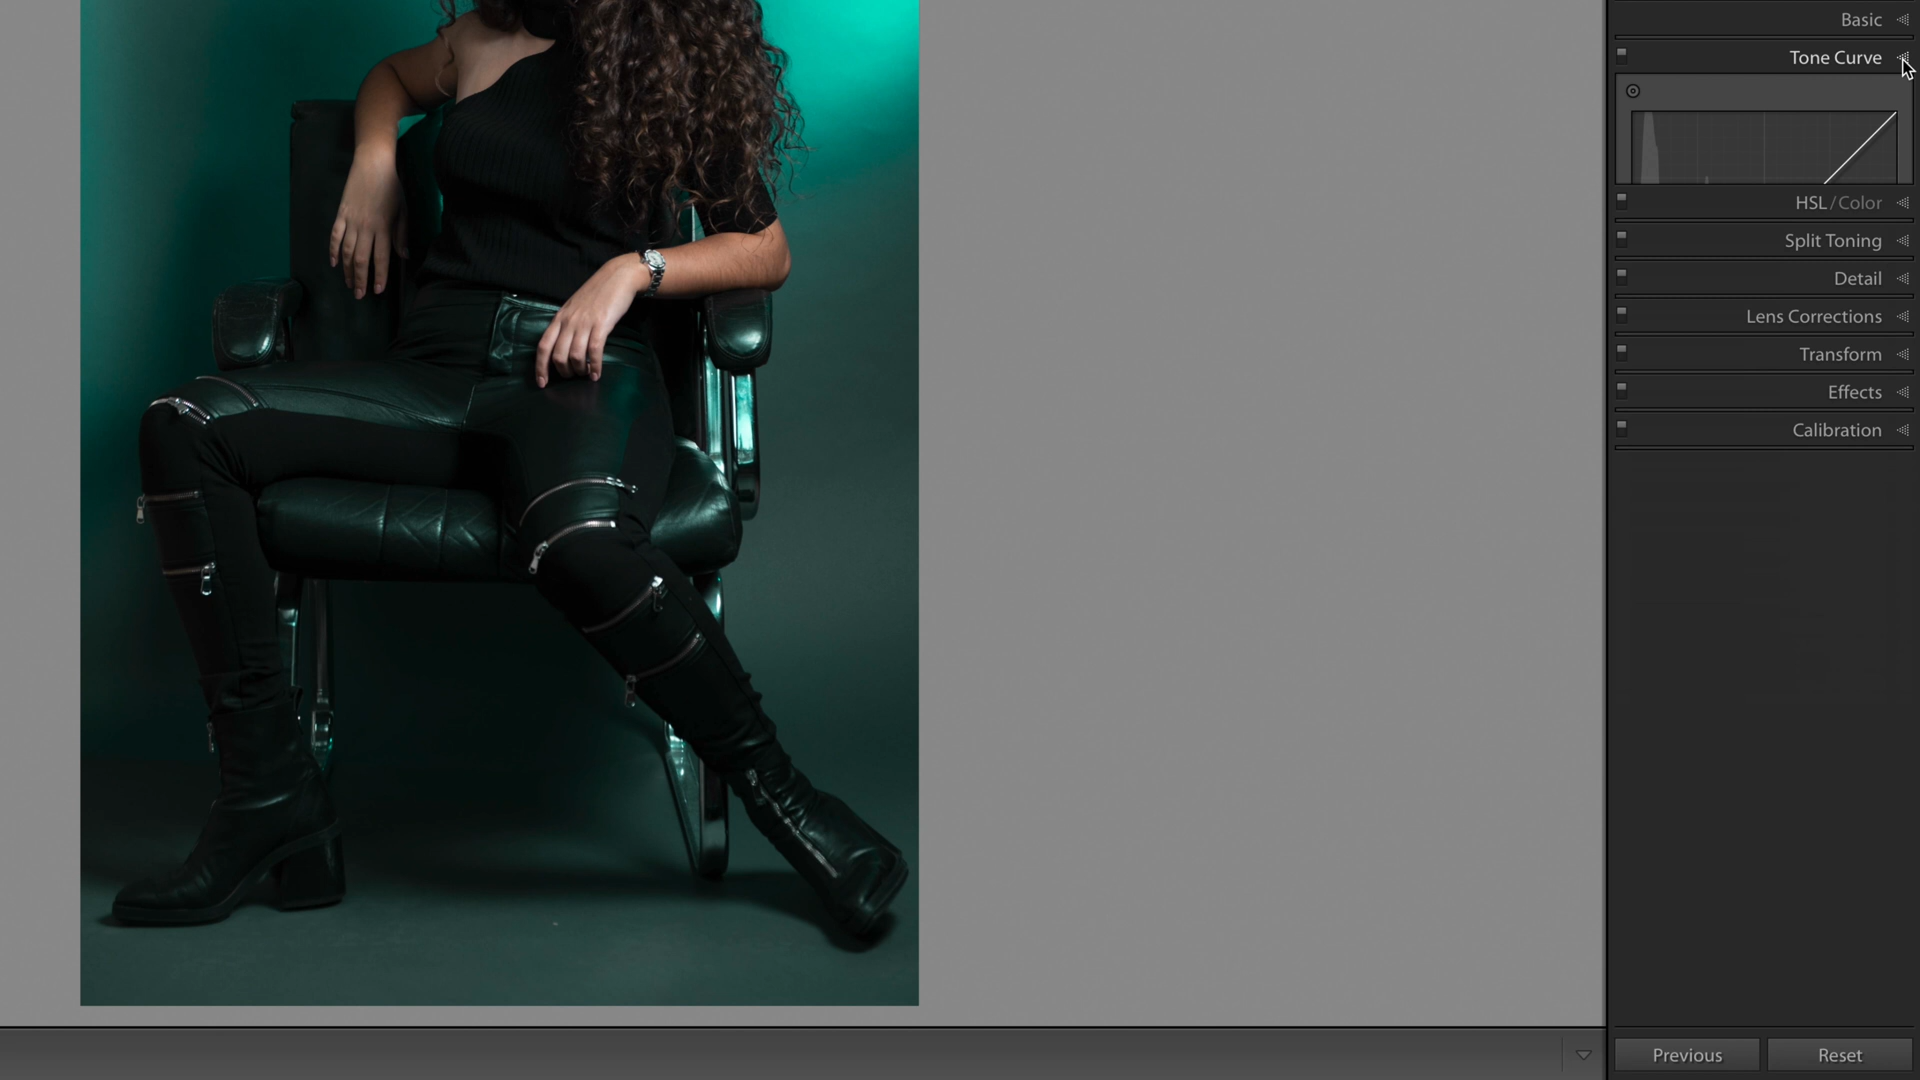 Basic
Tone Curve
HSL / Color
Split Toning
Detail
Lens Corrections
Transform
Effects
Calibration
Previous
Reset